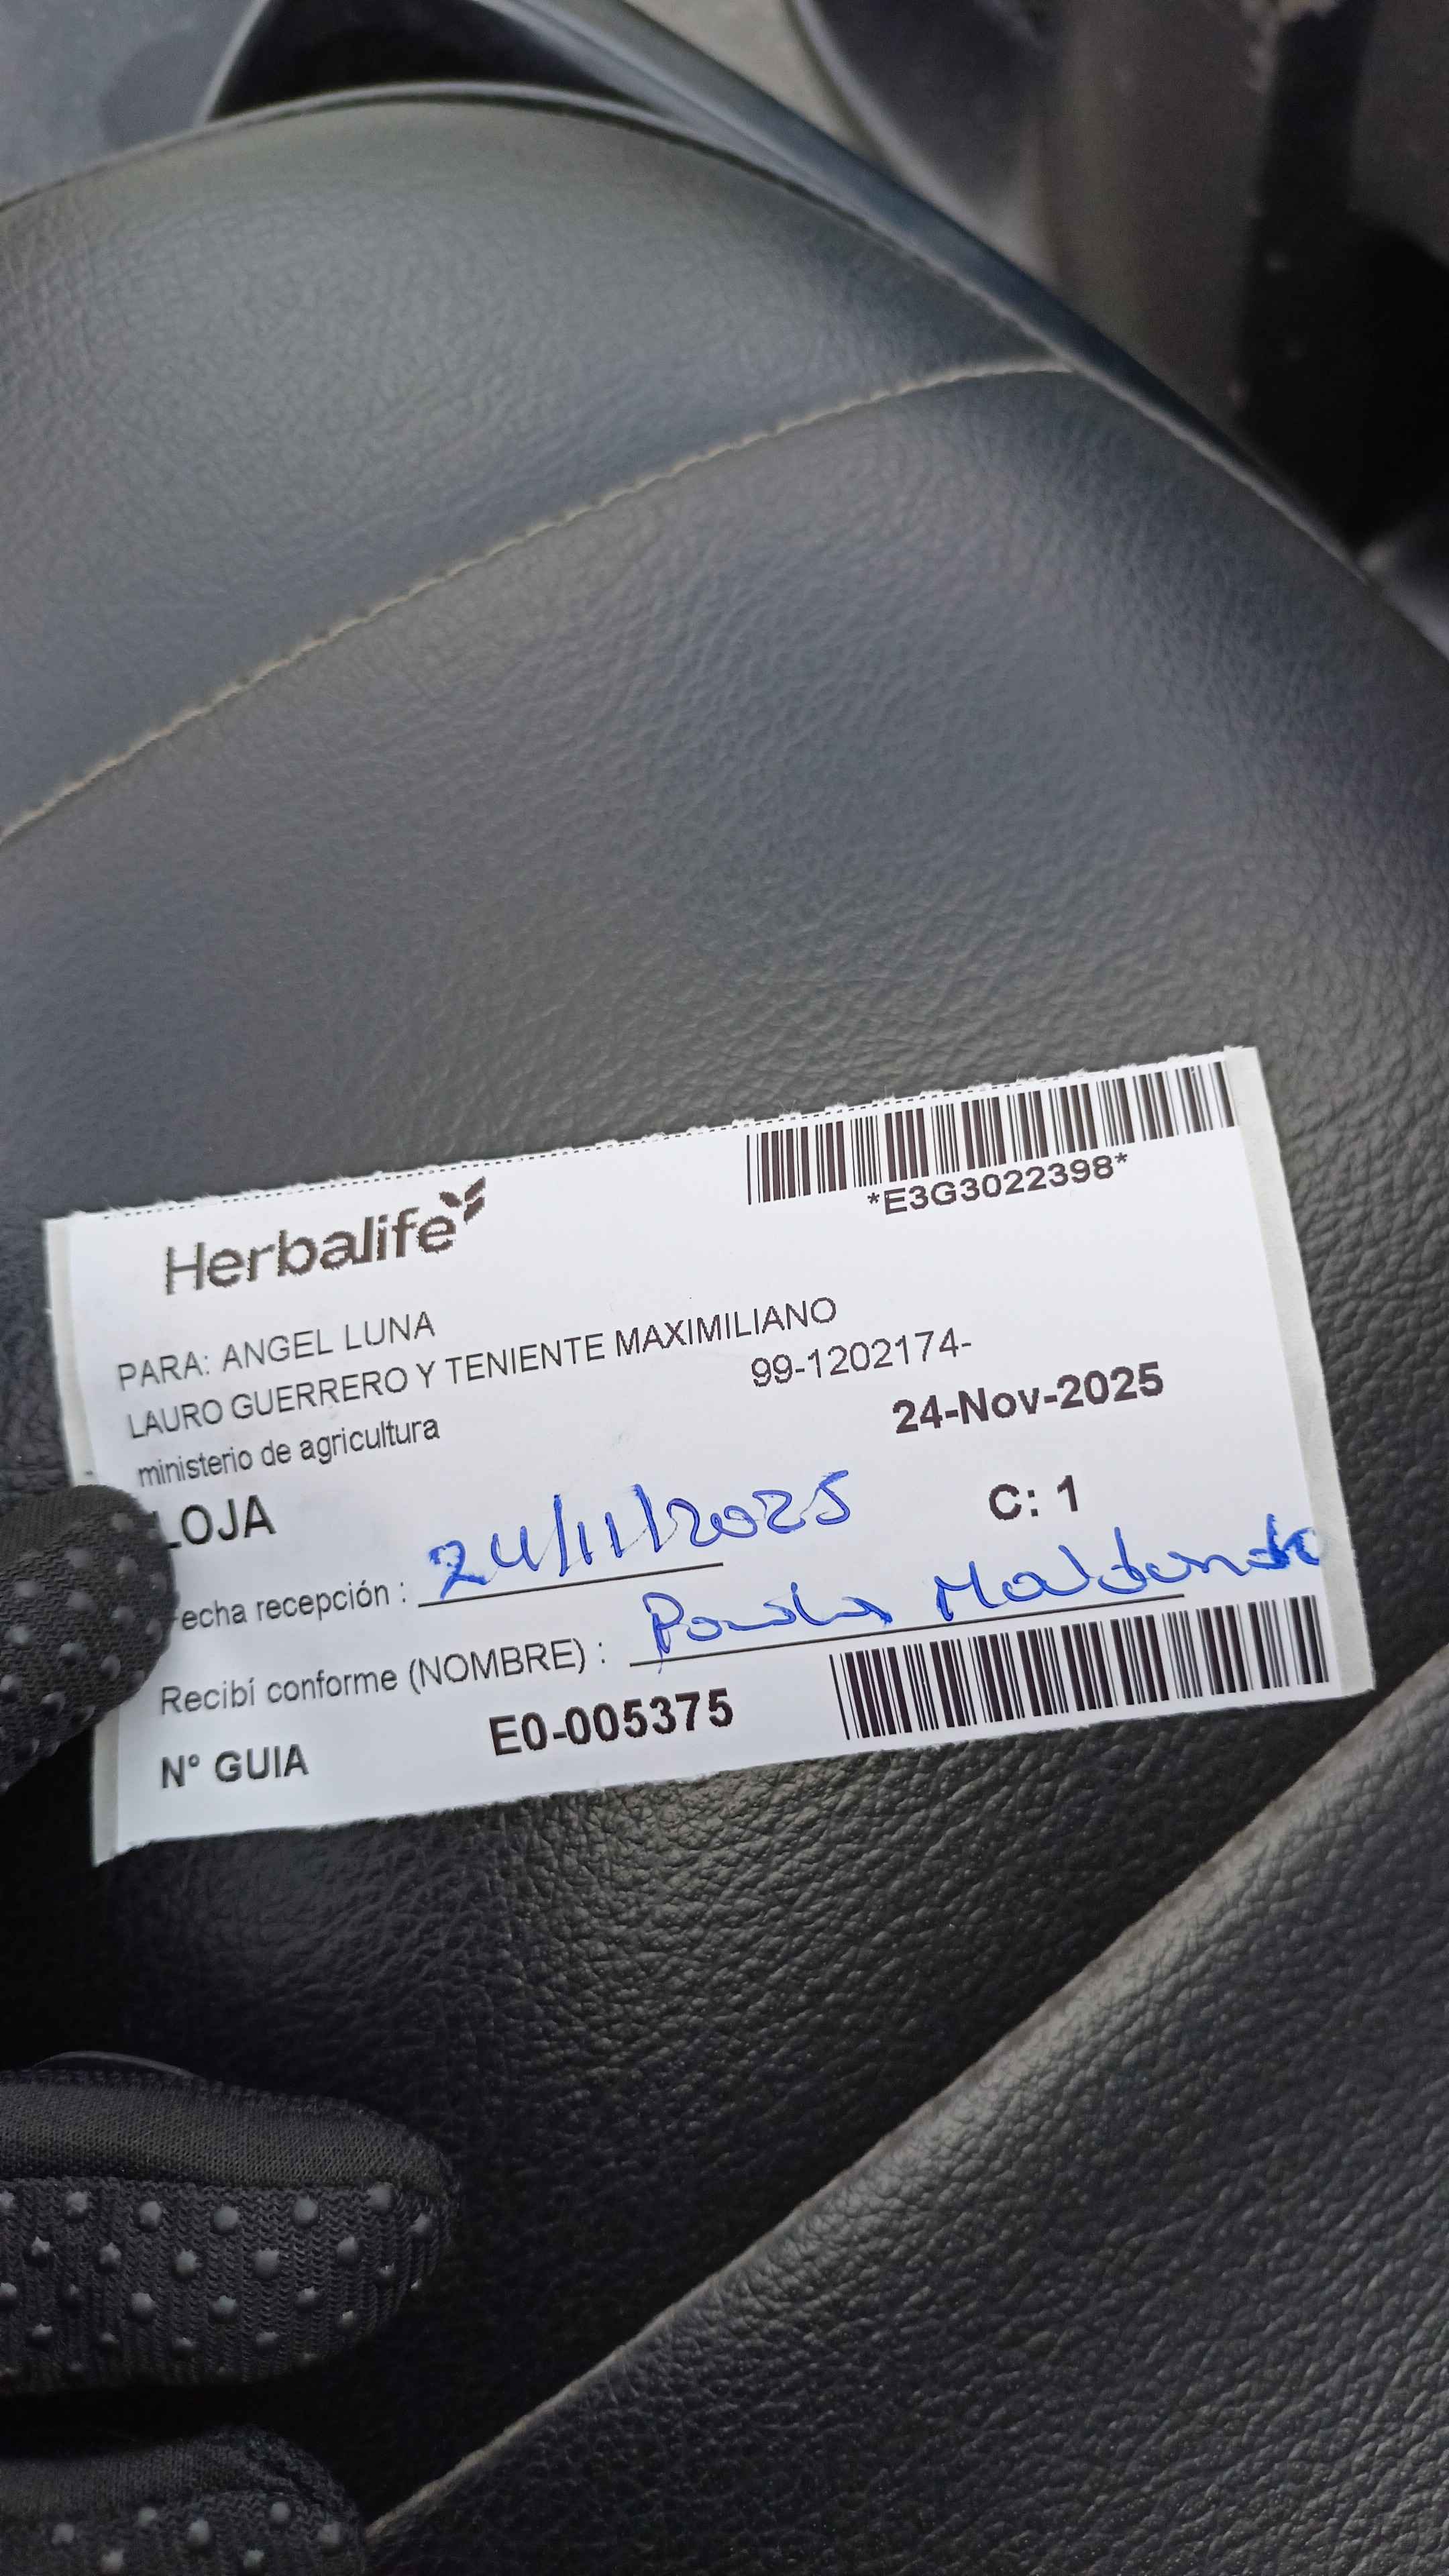 *E3G3022398*
Herbalife
PARA: ANGEL LUNA
LAURO GUERRERO Y TENIENTE MAXIMILIANO
99-1202174-
ministerio de agricultura
24-Nov-2025
LOJA
C: 1
Fecha recepción : 24/11/2025
Recibí conforme (NOMBRE) : Paula Maldonado
N° GUIA E0-005375